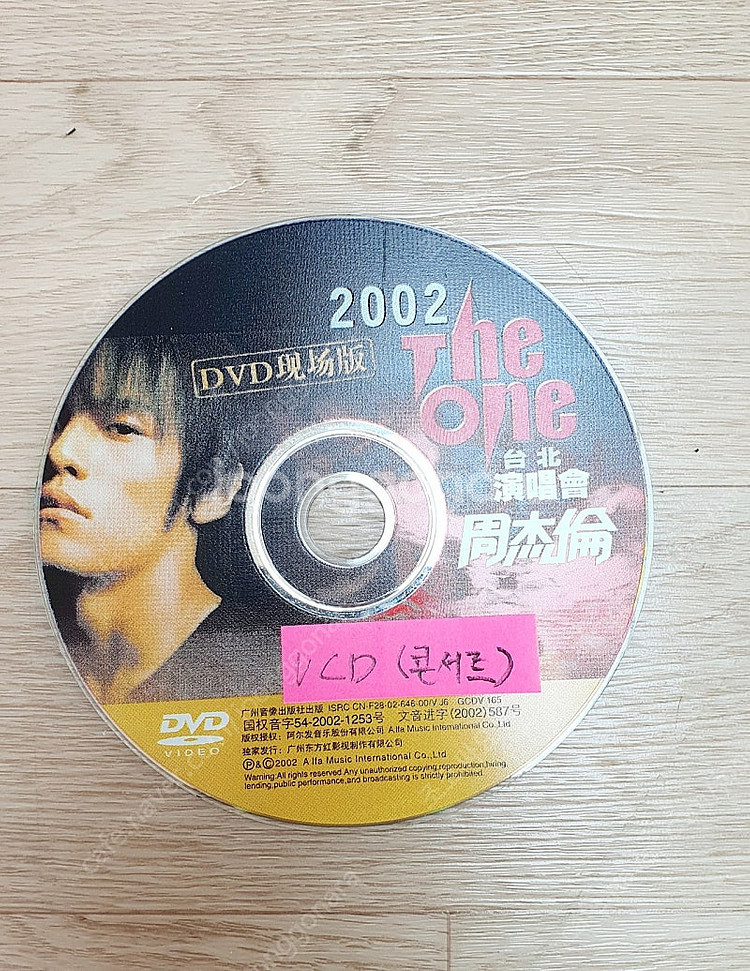 2002
The
One
DVD现场版
台北
演唱會
周杰倫
VCD (콘서트)
广州音像出版社出版 ISRC CN-F28-02-646-00/V.J6 GCDV 165
国权音字54-2002-1253号 文音进字(2002)587号
版权授权：阿尔发音乐股份有限公司 Alfa Music International Co.,Ltd
独家发行：广州东方红影视制作有限公司
Ⓟ&©2002 Alfa Music International Co.,Ltd
Warning:All rights reserved Any unauthorized copying,reproduction,hiring,
lending,public performance,and broadcasting is strictly prohibited.
DVD
VIDEO